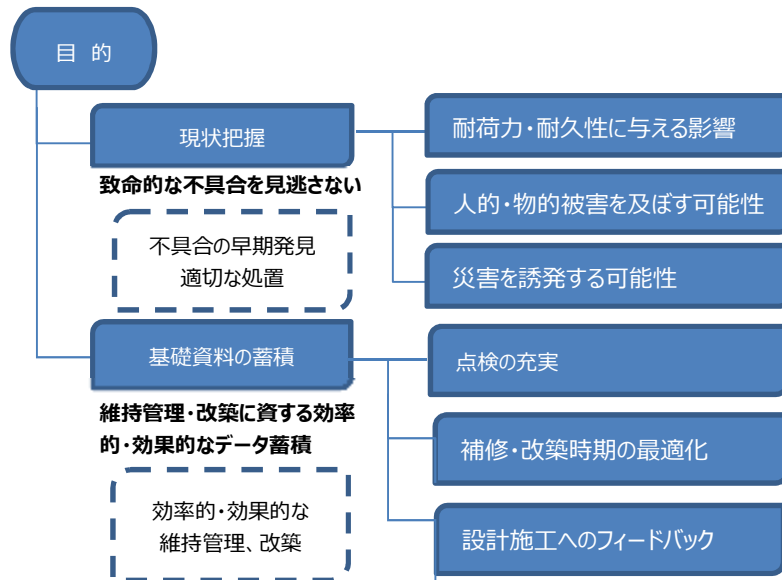 目 的
現状把握
致命的な不具合を見逃さない
不具合の早期発見
適切な処置
耐荷力・耐久性に与える影響
人的・物的被害を及ぼす可能性
災害を誘発する可能性
基礎資料の蓄積
維持管理・改築に資する効率
的・効果的なデータ蓄積
効率的・効果的な
維持管理、改築
点検の充実
補修・改築時期の最適化
設計施工へのフィードバック